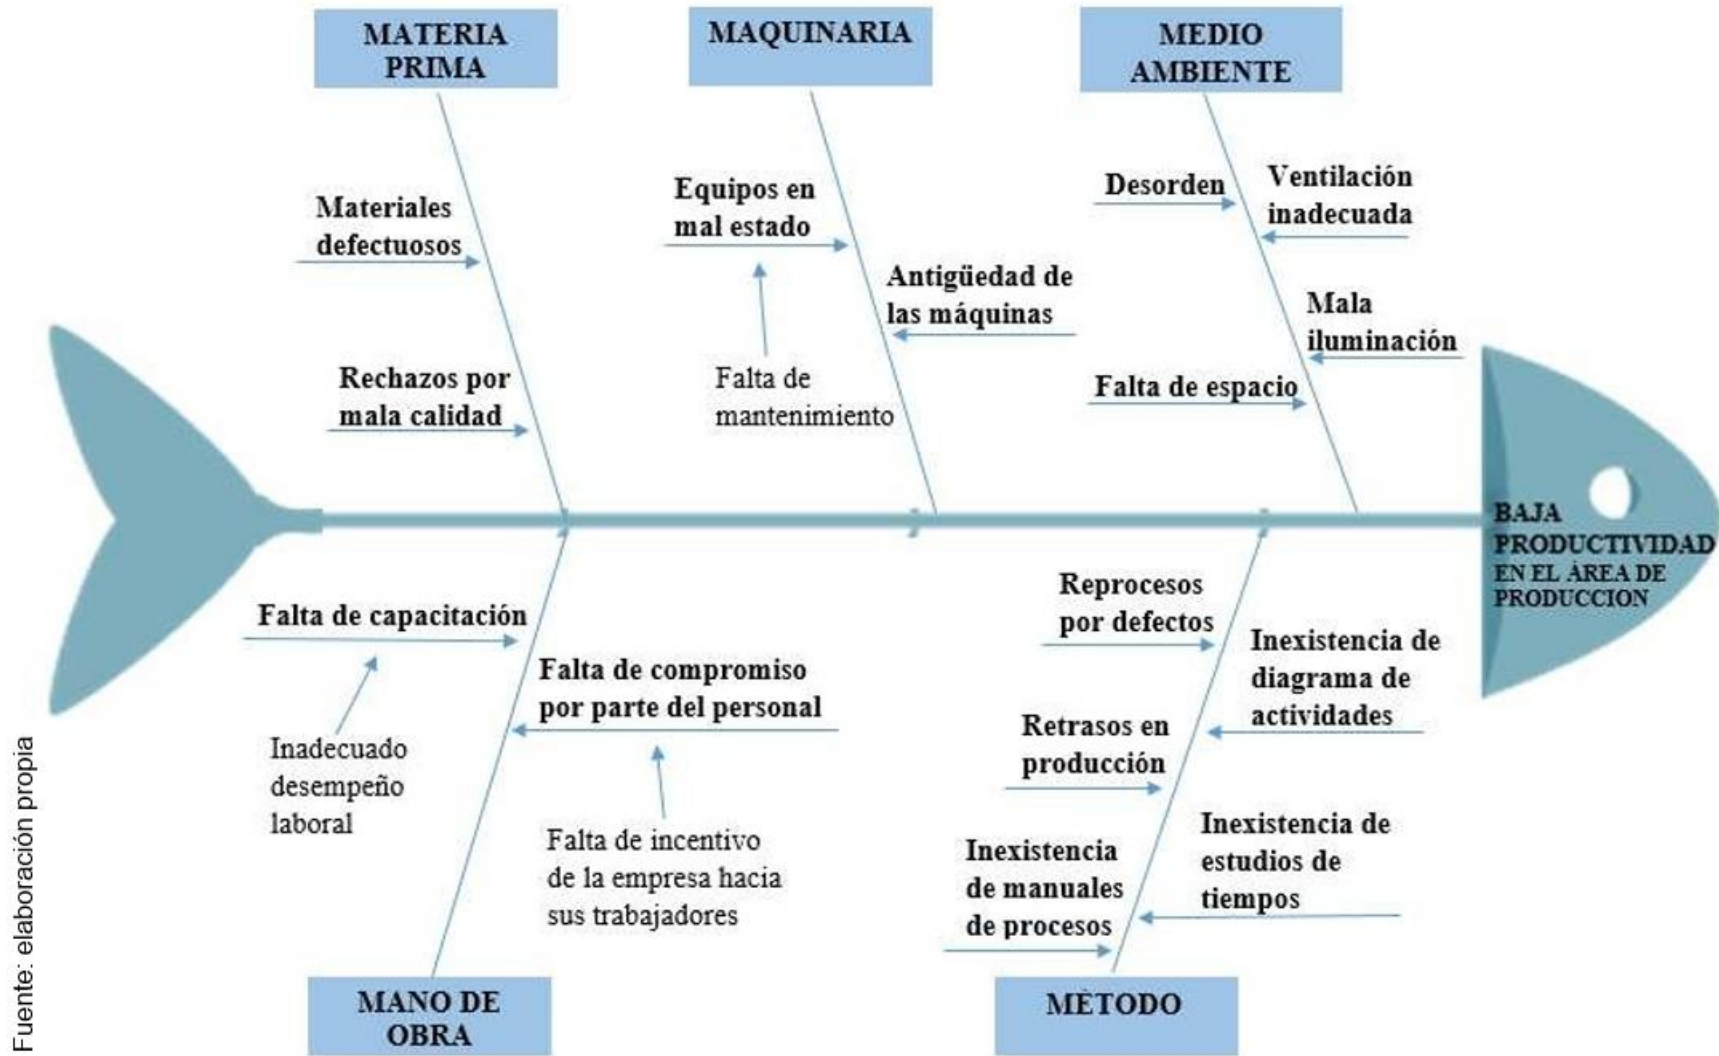 MATERIA
PRIMA
MAQUINARIA
MEDIO
AMBIENTE
Materiales
defectuosos
Rechazos por
mala calidad
Equipos en
mal estado
Falta de
mantenimiento
Antigüedad de
las máquinas
Desorden
Ventilación
inadecuada
Mala
iluminación
Falta de espacio
BAJA
PRODUCTIVIDAD
EN EL ÁREA DE
PRODUCCION
Falta de capacitación
Inadecuado
desempeño
laboral
Falta de compromiso
por parte del personal
Falta de incentivo
de la empresa hacia
sus trabajadores
Reprocesos
por defectos
Inexistencia de
diagrama de
actividades
Retrasos en
producción
Inexistencia de
estudios de
tiempos
Inexistencia
de manuales
de procesos
MANO DE
OBRA
MÉTODO
Fuente: elaboración propia